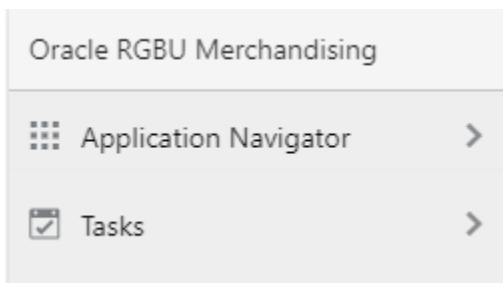 Oracle RGBU Merchandising
Application Navigator
Tasks